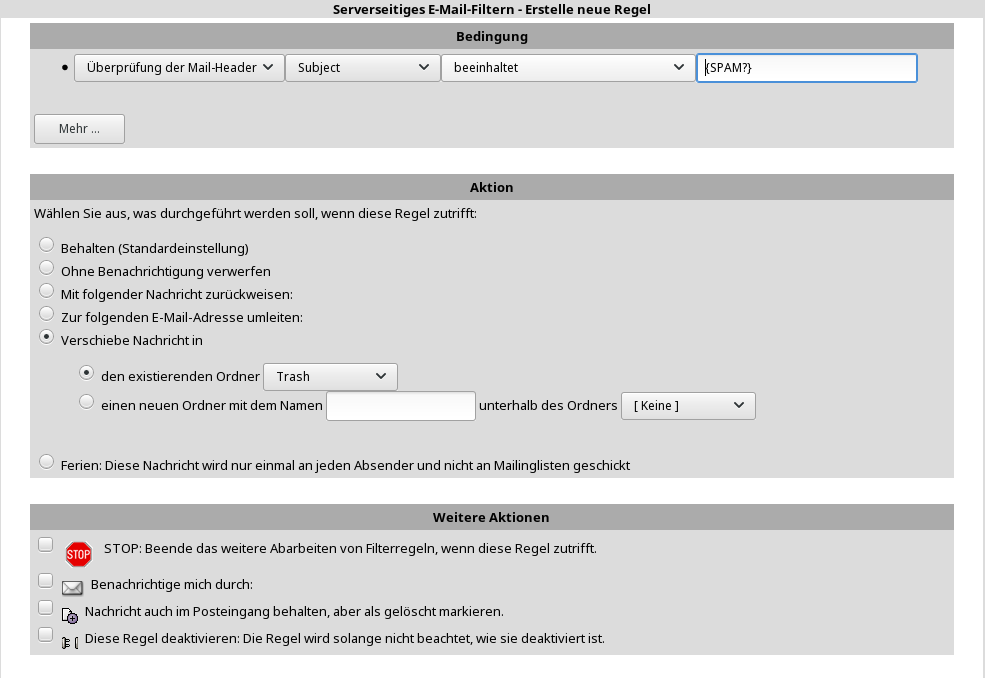 Serverseitiges E-Mail-Filtern - Erstelle neue Regel
Bedingung
• Überprüfung der Mail-Header Subject beeinhaltet {SPAM?}
Mehr ...
Aktion
Wählen Sie aus, was durchgeführt werden soll, wenn diese Regel zutrifft:
Behalten (Standardeinstellung)
Ohne Benachrichtigung verwerfen
Mit folgender Nachricht zurückweisen:
Zur folgenden E-Mail-Adresse umleiten:
Verschiebe Nachricht in
den existierenden Ordner Trash
einen neuen Ordner mit dem Namen unterhalb des Ordners [ Keine ]
Ferien: Diese Nachricht wird nur einmal an jeden Absender und nicht an Mailinglisten geschickt
Weitere Aktionen
STOP STOP: Beende das weitere Abarbeiten von Filterregeln, wenn diese Regel zutrifft.
Benachrichtige mich durch:
Nachricht auch im Posteingang behalten, aber als gelöscht markieren.
Diese Regel deaktivieren: Die Regel wird solange nicht beachtet, wie sie deaktiviert ist.